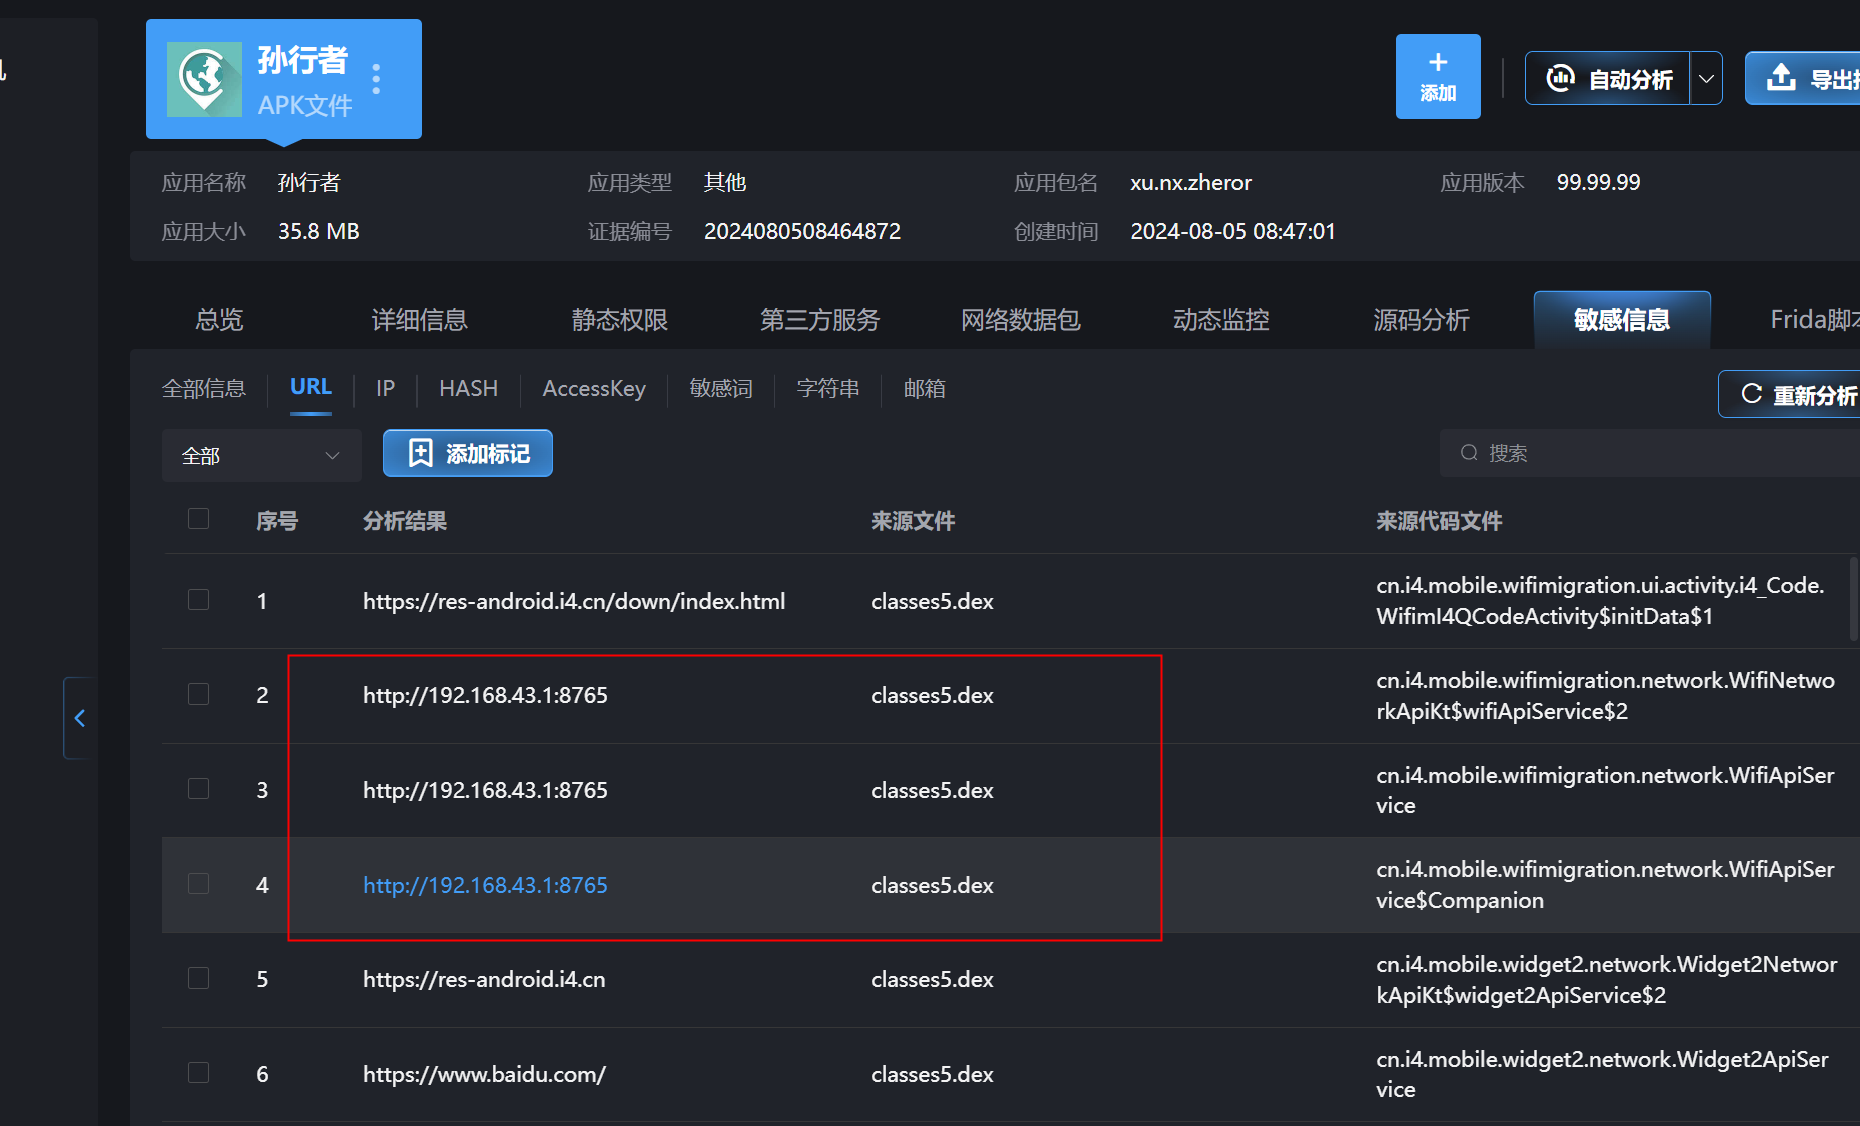 孙行者
APK文件
添加
自动分析
导出
应用名称 孙行者 应用类型 其他 应用包名 xu.nx.zheror 应用版本 99.99.99
应用大小 35.8 MB 证据编号 2024080508464872 创建时间 2024-08-05 08:47:01
总览 详细信息 静态权限 第三方服务 网络数据包 动态监控 源码分析 敏感信息 Frida脚本
全部信息 URL IP HASH AccessKey 敏感词 字符串 邮箱
重新分析
全部 添加标记 搜索
序号 分析结果 来源文件 来源代码文件
1 https://res-android.i4.cn/down/index.html classes5.dex cn.i4.mobile.wifimigration.ui.activity.i4_Code.
WifimI4QCodeActivity$initData$1
2 http://192.168.43.1:8765 classes5.dex cn.i4.mobile.wifimigration.network.WifiNetwo
rkApiKt$wifiApiService$2
3 http://192.168.43.1:8765 classes5.dex cn.i4.mobile.wifimigration.network.WifiApiSer
vice
4 http://192.168.43.1:8765 classes5.dex cn.i4.mobile.wifimigration.network.WifiApiSer
vice$Companion
5 https://res-android.i4.cn classes5.dex cn.i4.mobile.widget2.network.Widget2Networ
kApiKt$widget2ApiService$2
6 https://www.baidu.com/ classes5.dex cn.i4.mobile.widget2.network.Widget2ApiSer
vice